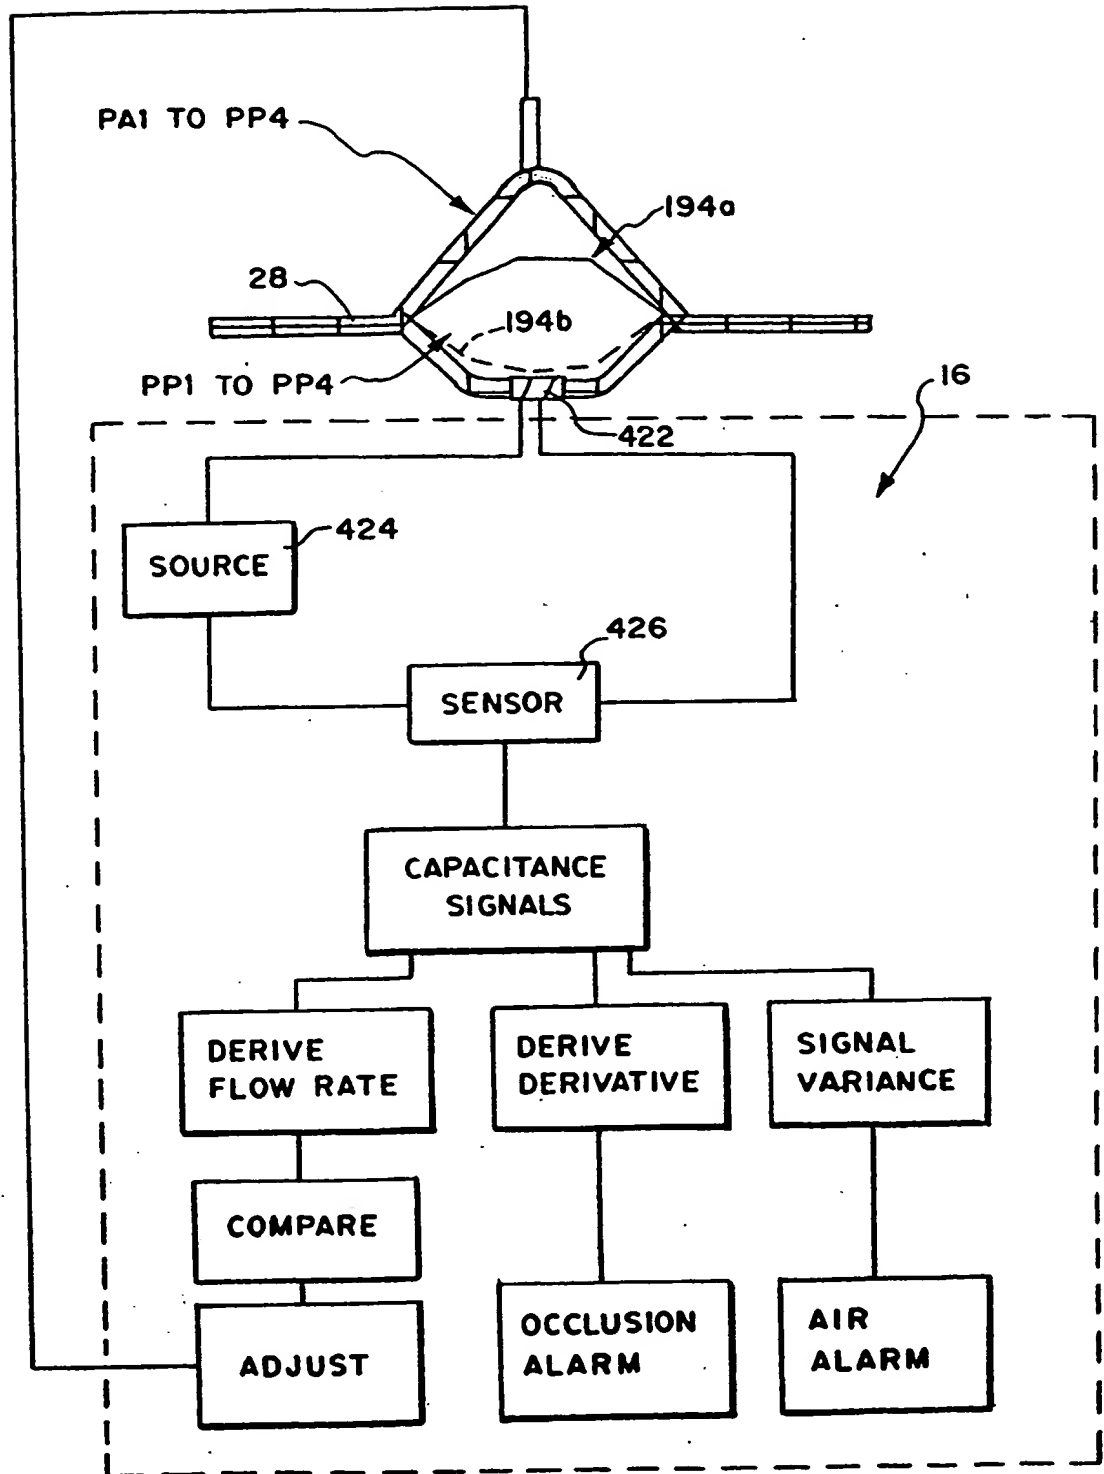 PA1 TO PP4
194a
28
194b
PP1 TO PP4
16
422
424
SOURCE
426
SENSOR
CAPACITANCE
SIGNALS
DERIVE
FLOW RATE
DERIVE
DERIVATIVE
SIGNAL
VARIANCE
COMPARE
ADJUST
OCCLUSION
ALARM
AIR
ALARM